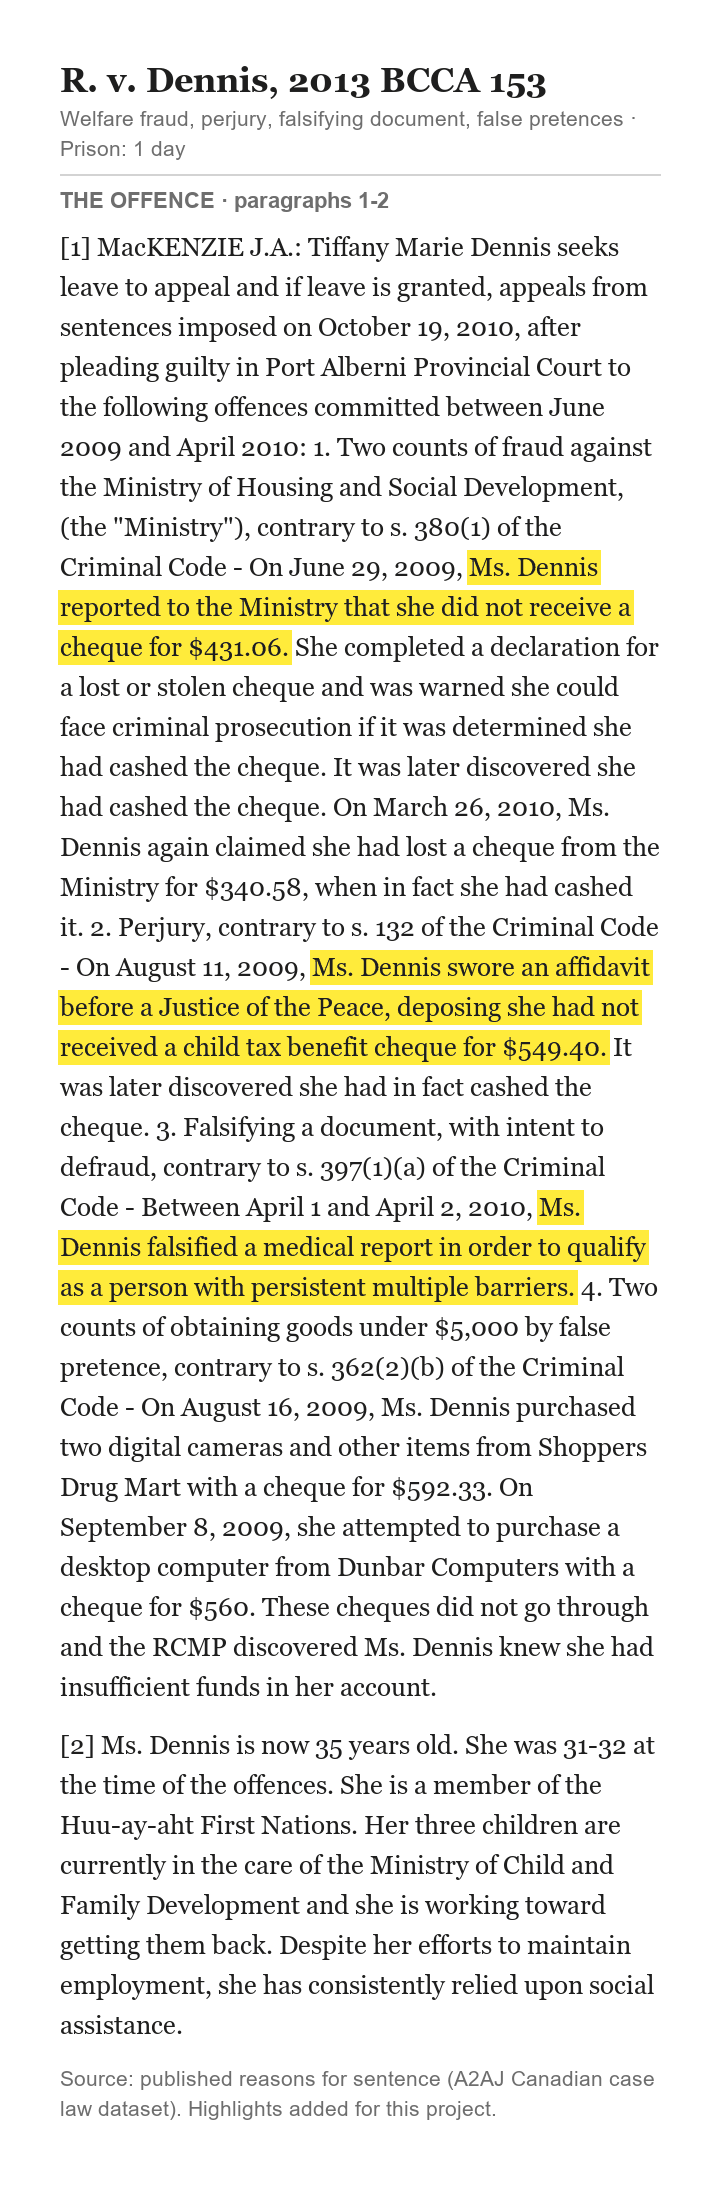 R. v. Dennis, 2013 BCCA 153
Welfare fraud, perjury, falsifying document, false pretences ·
Prison: 1 day
THE OFFENCE · paragraphs 1-2
[1] MacKENZIE J.A.: Tiffany Marie Dennis seeks
leave to appeal and if leave is granted, appeals from
sentences imposed on October 19, 2010, after
pleading guilty in Port Alberni Provincial Court to
the following offences committed between June
2009 and April 2010: 1. Two counts of fraud against
the Ministry of Housing and Social Development,
(the "Ministry"), contrary to s. 380(1) of the
Criminal Code - On June 29, 2009, Ms. Dennis
reported to the Ministry that she did not receive a
cheque for $431.06. She completed a declaration for
a lost or stolen cheque and was warned she could
face criminal prosecution if it was determined she
had cashed the cheque. It was later discovered she
had cashed the cheque. On March 26, 2010, Ms.
Dennis again claimed she had lost a cheque from the
Ministry for $340.58, when in fact she had cashed
it. 2. Perjury, contrary to s. 132 of the Criminal Code
- On August 11, 2009, Ms. Dennis swore an affidavit
before a Justice of the Peace, deposing she had not
received a child tax benefit cheque for $549.40. It
was later discovered she had in fact cashed the
cheque. 3. Falsifying a document, with intent to
defraud, contrary to s. 397(1)(a) of the Criminal
Code - Between April 1 and April 2, 2010, Ms.
Dennis falsified a medical report in order to qualify
as a person with persistent multiple barriers. 4. Two
counts of obtaining goods under $5,000 by false
pretence, contrary to s. 362(2)(b) of the Criminal
Code - On August 16, 2009, Ms. Dennis purchased
two digital cameras and other items from Shoppers
Drug Mart with a cheque for $592.33. On
September 8, 2009, she attempted to purchase a
desktop computer from Dunbar Computers with a
cheque for $560. These cheques did not go through
and the RCMP discovered Ms. Dennis knew she had
insufficient funds in her account.
[2] Ms. Dennis is now 35 years old. She was 31-32 at
the time of the offences. She is a member of the
Huu-ay-aht First Nations. Her three children are
currently in the care of the Ministry of Child and
Family Development and she is working toward
getting them back. Despite her efforts to maintain
employment, she has consistently relied upon social
assistance.
Source: published reasons for sentence (A2AJ Canadian case
law dataset). Highlights added for this project.